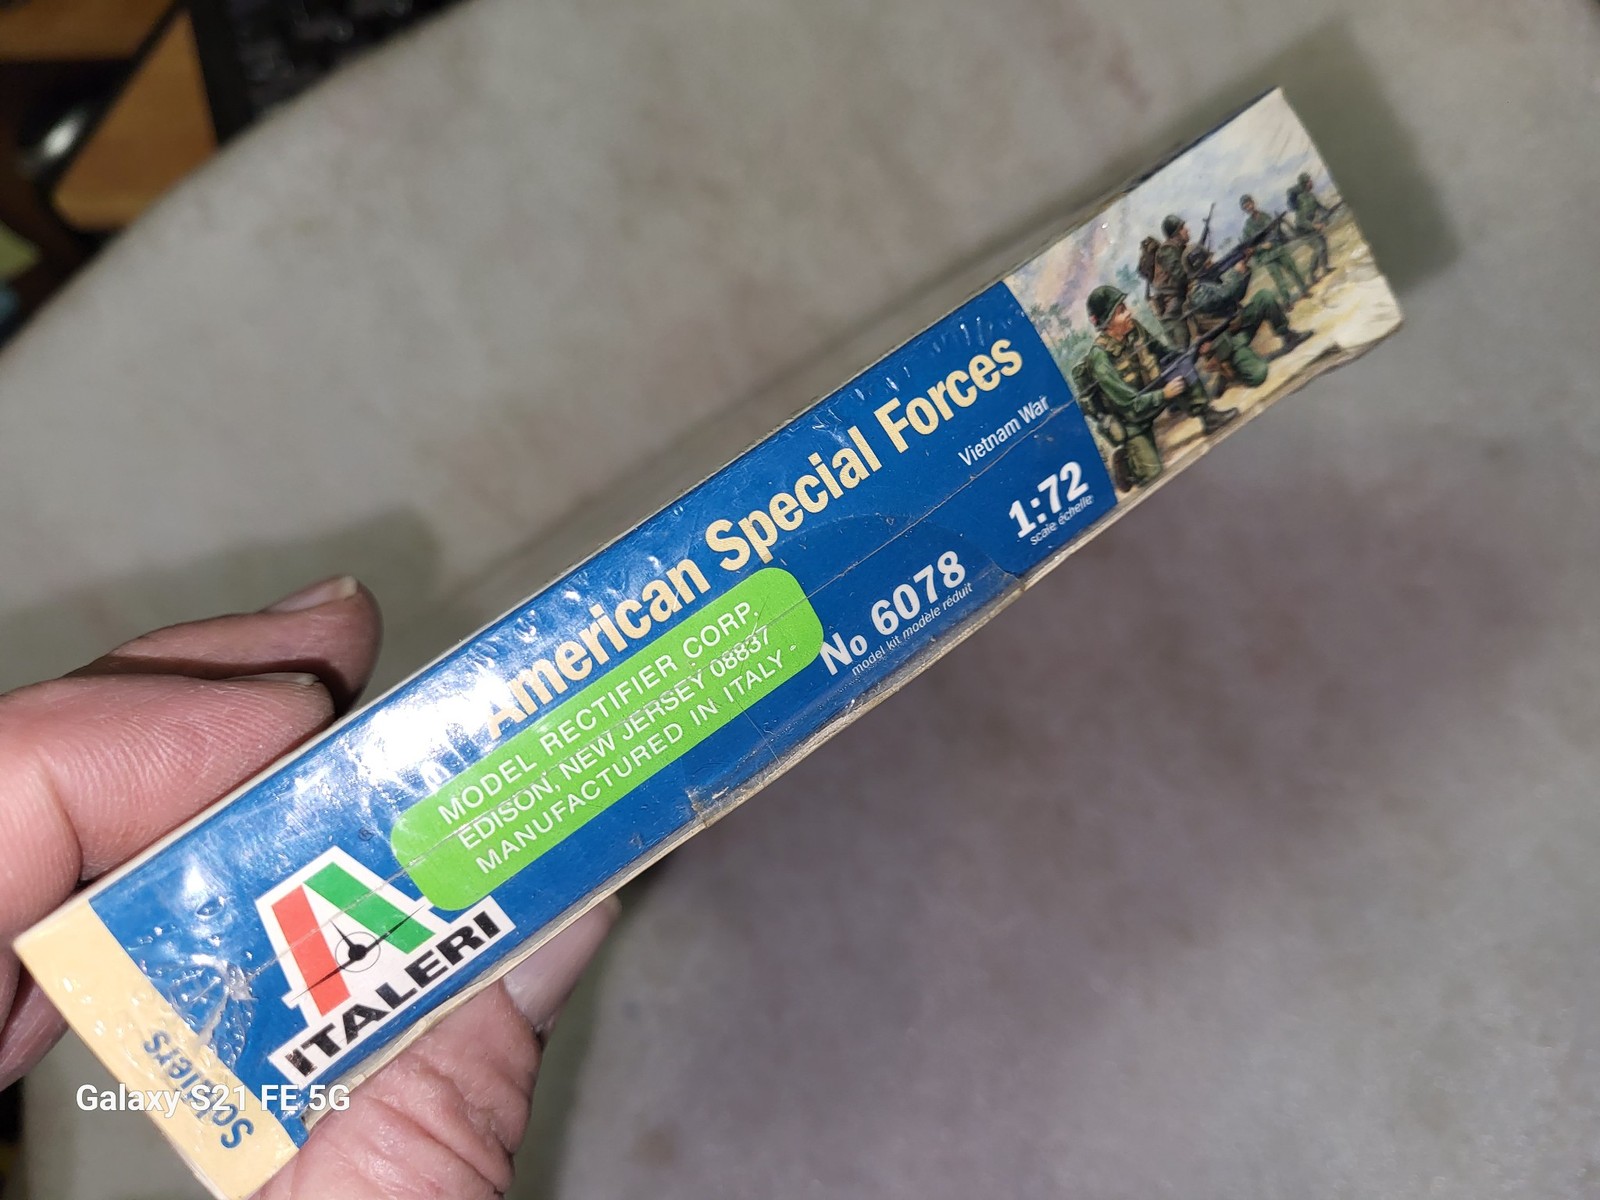 American Special Forces
Vietnam War
MODEL RECTIFIER CORP.
EDISON, NEW JERSEY 08837
MANUFACTURED IN ITALY
No 6078
model kit modèle réduit
1:72
scale échelle
ITALERI
Soldiers
Galaxy S21 FE 5G